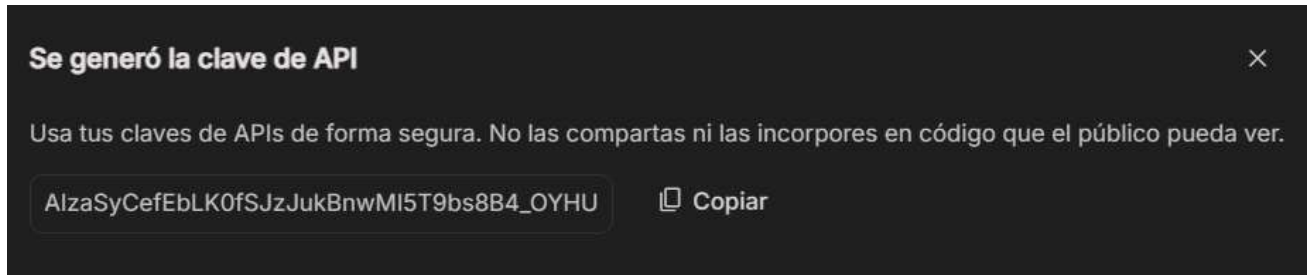 Se generó la clave de API
Usa tus claves de APIs de forma segura. No las compartas ni las incorpores en código que el público pueda ver.
AIzaSyCefEbLK0fSJzJukBnwMI5T9bs8B4_OYHU
Copiar